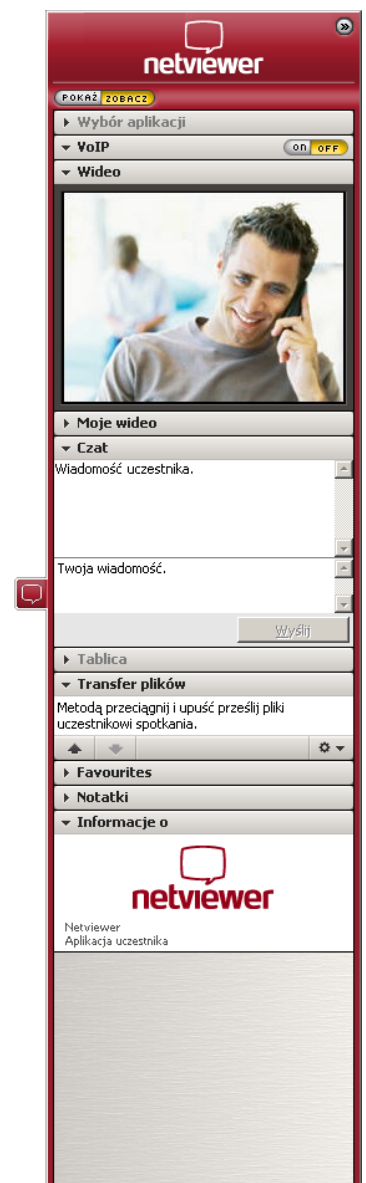 netviewer
POKAŻ ZOBACZ
Wybór aplikacji
VoIP on OFF
Wideo
Moje wideo
Czat
Wiadomość uczestnika.
Twoja wiadomość.
Wyślij
Tablica
Transfer plików
Metodą przeciągnij i upuść prześlij pliki
uczestnikowi spotkania.
Favourites
Notatki
Informacje o
netviewer
Netviewer
Aplikacja uczestnika